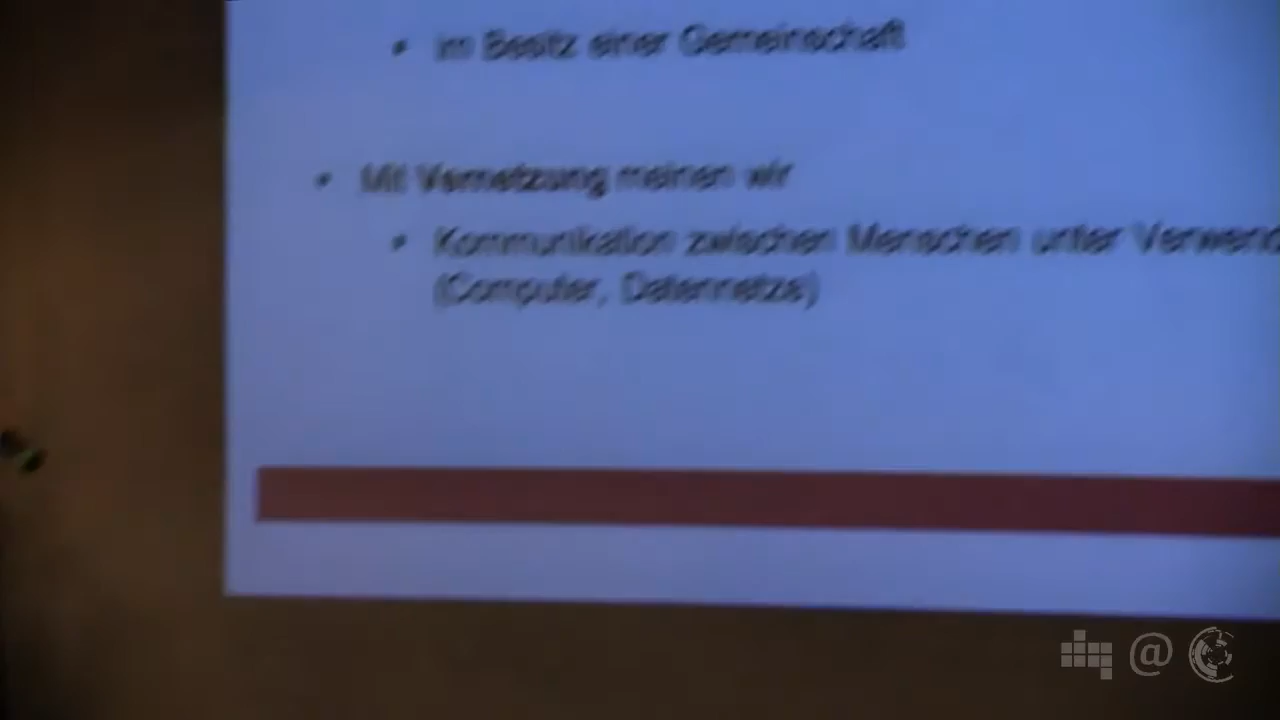 im Besitz einer Gemeinschaft
Mit Vernetzung meinen wir
Kommunikation zwischen Menschen unter
(Computer, Datennetze)
@